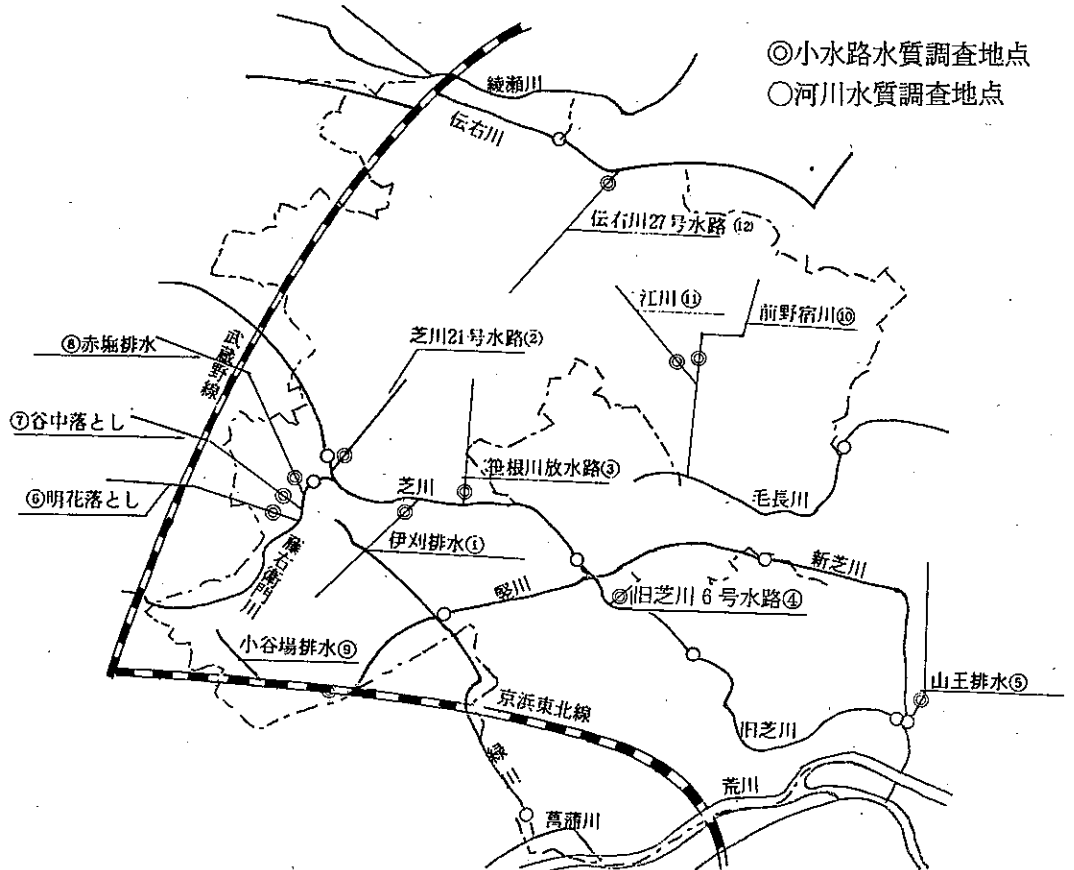 ◎小水路水質調査地点
○河川水質調査地点
綾瀬川
伝右川
伝右川27号水路⑫
江川⑪
前野宿川⑩
武蔵野線
⑧赤堀排水
芝川21号水路②
⑦谷中落とし
笹根川放水路③
芝川
毛長川
⑥明花落とし
伊刈排水①
藤右衛門川
竪川
新芝川
旧芝川6号水路④
小谷場排水⑨
山王排水⑤
京浜東北線
旧芝川
緑川
荒川
菖蒲川